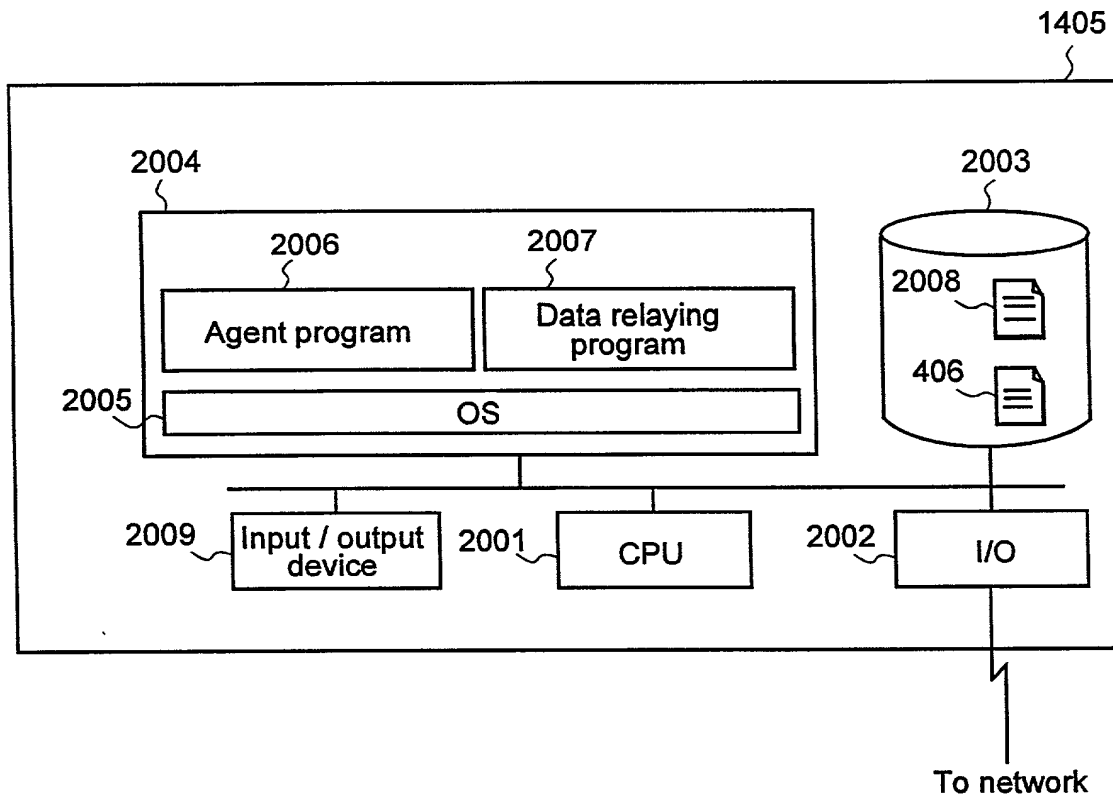 1405
2004
2003
2006
2007
2008
Agent program
Data relaying
program
406
2005
OS
2009
Input / output
device
2001
CPU
2002
I/O
To network